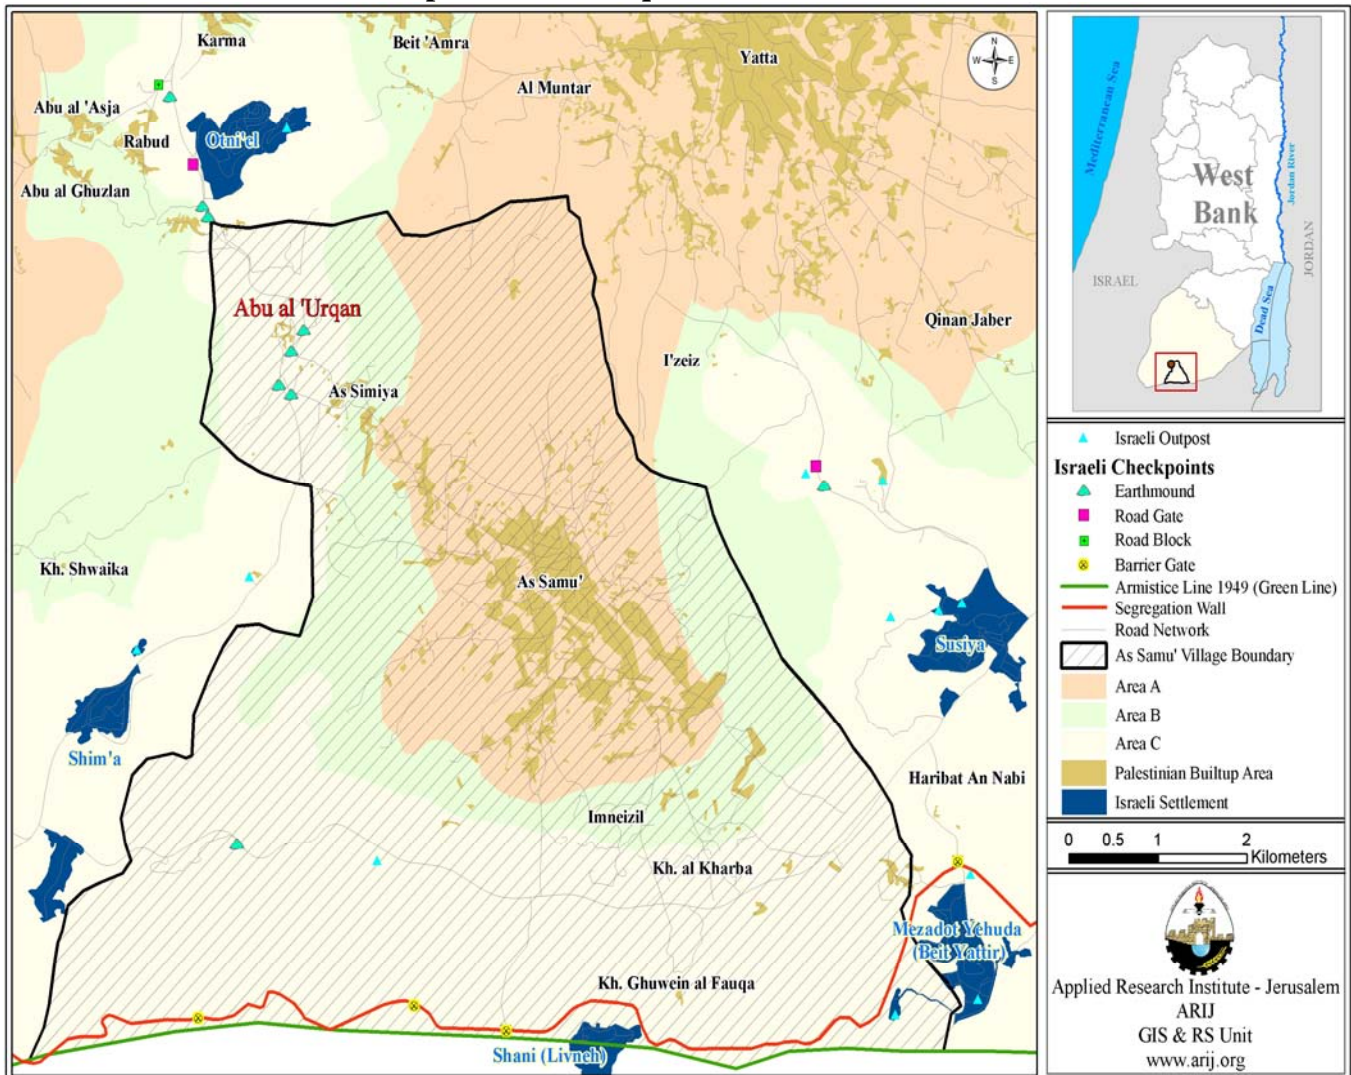 Karma
Beit 'Amra
Yatta
Al Muntar
Abu al 'Asja
Rabud
Otni'el
Abu al Ghuzlan
Abu al 'Urqan
Qinan Jaber
I'zeiz
As Simiya
Kh. Shwaika
As Samu'
Susiya
Shim'a
Haribat An Nabi
Imneizil
Kh. al Kharba
Mezadot Yehuda
(Beit Yattir)
Kh. Ghuwein al Fauqa
Shani (Livneh)
N
W E
S
Mediterranean Sea
West
Bank
Jordan River
JORDAN
ISRAEL
Dead Sea
Israeli Outpost
Israeli Checkpoints
Earthmound
Road Gate
Road Block
Barrier Gate
Armistice Line 1949 (Green Line)
Segregation Wall
Road Network
As Samu' Village Boundary
Area A
Area B
Area C
Palestinian Builtup Area
Israeli Settlement
0 0.5 1 2
Kilometers
Applied Research Institute - Jerusalem
ARIJ
GIS & RS Unit
www.arij.org